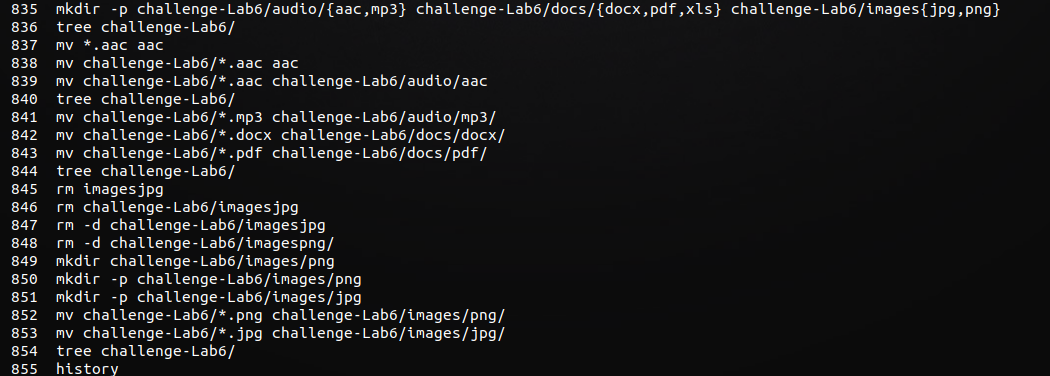 835 mkdir -p challenge-Lab6/audio/{aac,mp3} challenge-Lab6/docs/{docx,pdf,xls} challenge-Lab6/images{jpg,png}
836 tree challenge-Lab6/
837 mv *.aac aac
838 mv challenge-Lab6/*.aac aac
839 mv challenge-Lab6/*.aac challenge-Lab6/audio/aac
840 tree challenge-Lab6/
841 mv challenge-Lab6/*.mp3 challenge-Lab6/audio/mp3/
842 mv challenge-Lab6/*.docx challenge-Lab6/docs/docx/
843 mv challenge-Lab6/*.pdf challenge-Lab6/docs/pdf/
844 tree challenge-Lab6/
845 rm imagesjpg
846 rm challenge-Lab6/imagesjpg
847 rm -d challenge-Lab6/imagesjpg
848 rm -d challenge-Lab6/imagespng/
849 mkdir challenge-Lab6/images/png
850 mkdir -p challenge-Lab6/images/png
851 mkdir -p challenge-Lab6/images/jpg
852 mv challenge-Lab6/*.png challenge-Lab6/images/png/
853 mv challenge-Lab6/*.jpg challenge-Lab6/images/jpg/
854 tree challenge-Lab6/
855 history